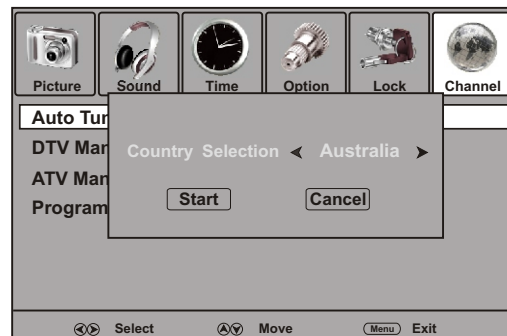 Picture Sound Time Option Lock Channel
Auto Tun
DTV Man
Country Selection Australia
ATV Man
Start Cancel
Program
Select Move Menu Exit